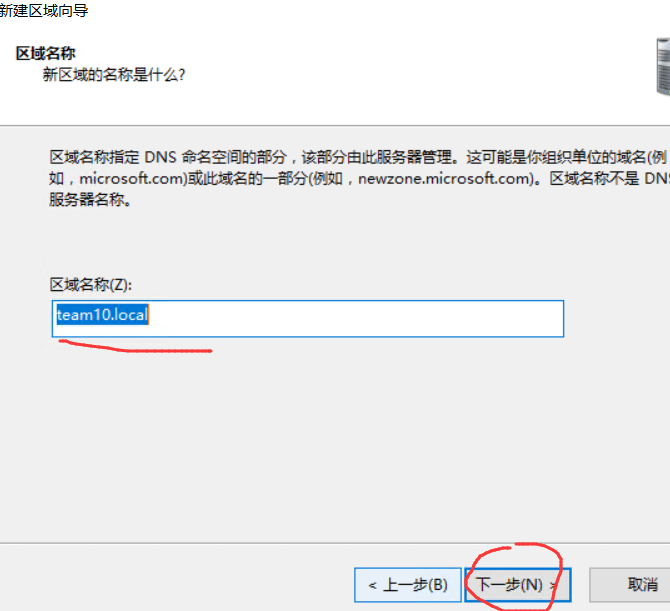 新建区域向导
区域名称
新区域的名称是什么?
区域名称指定 DNS 命名空间的部分，该部分由此服务器管理。这可能是你组织单位的域名(例
如，microsoft.com)或此域名的一部分(例如，newzone.microsoft.com)。区域名称不是 DNS
服务器名称。
区域名称(Z):
team10.local
< 上一步(B)
下一步(N) >
取消